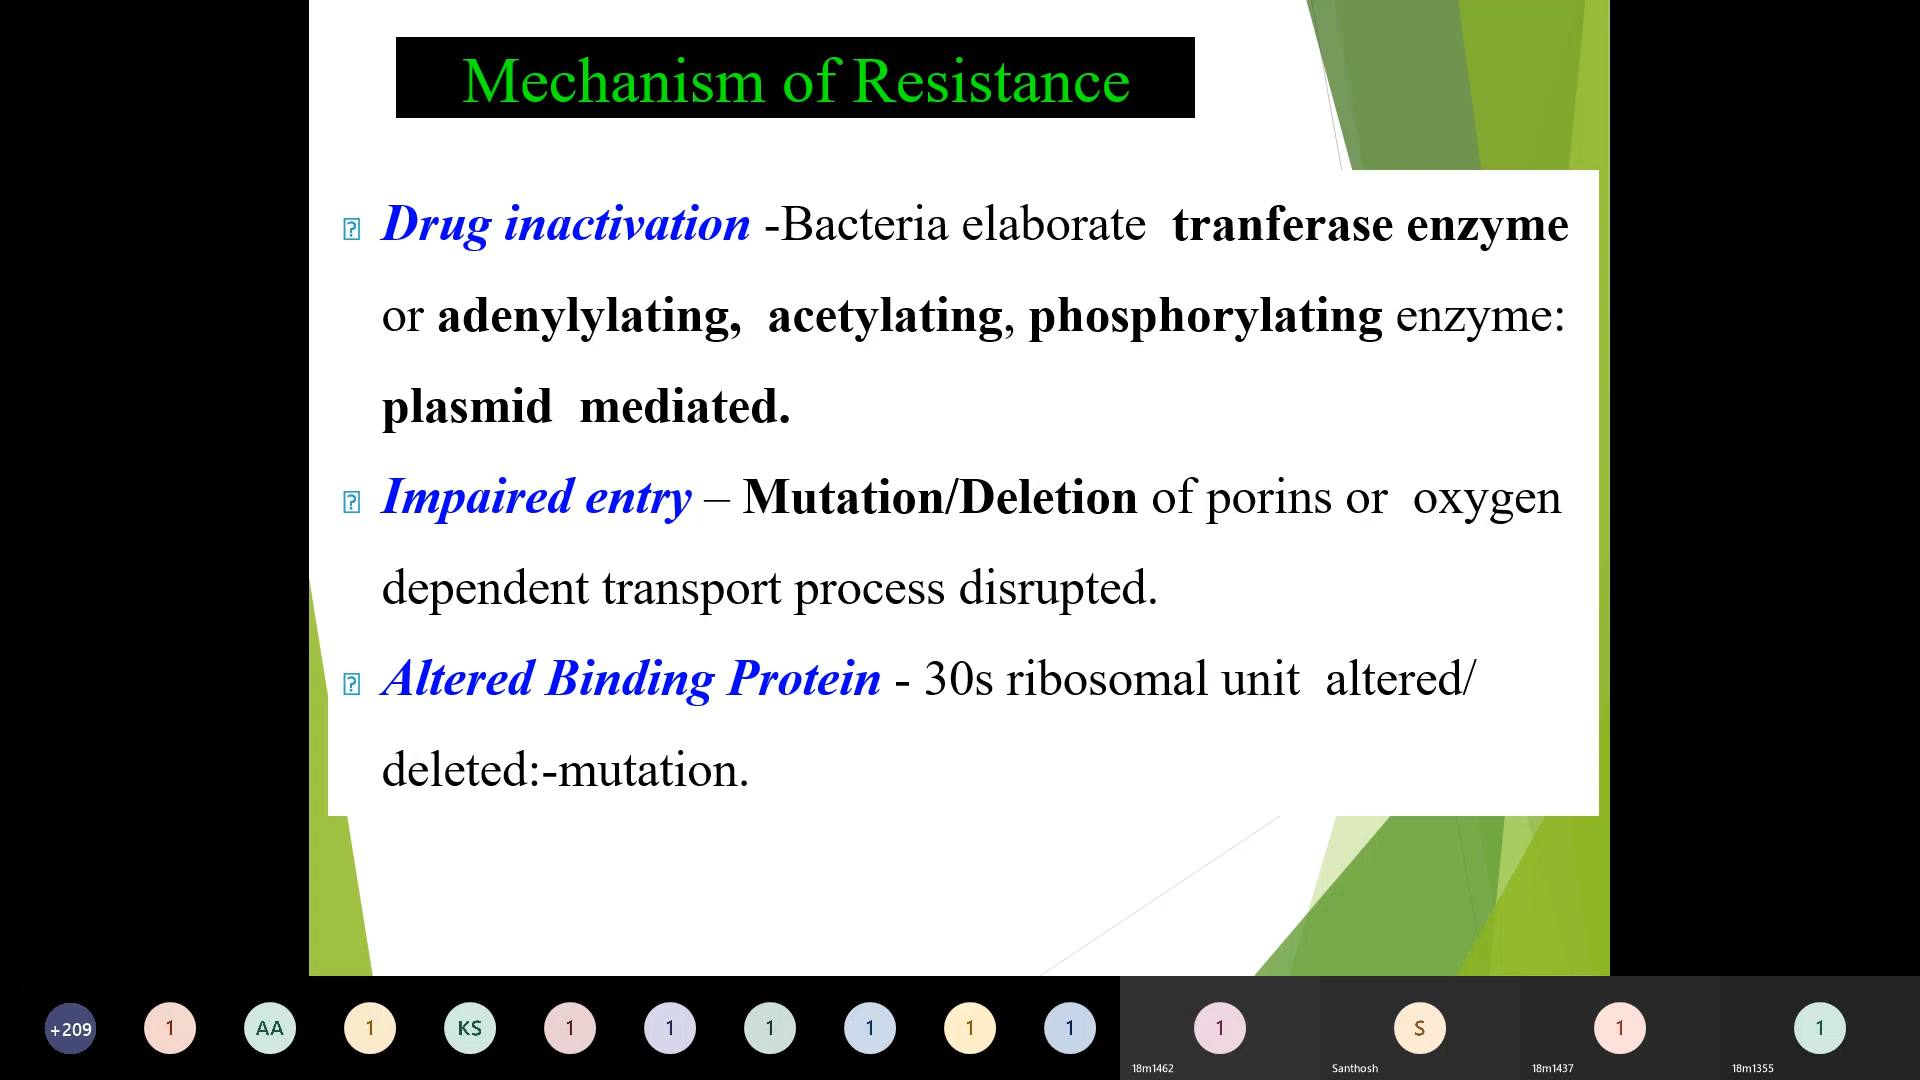 Mechanism of Resistance
Drug inactivation -Bacteria elaborate tranferase enzyme
or adenylylating, acetylating, phosphorylating enzyme:
plasmid mediated.
Impaired entry – Mutation/Deletion of porins or oxygen
dependent transport process disrupted.
Altered Binding Protein - 30s ribosomal unit altered/
deleted:-mutation.
+209 1 AA 1 KS 1 1 1 1 1 1 1 S 1 1
18m1462 Santhosh 18m1437 18m1355